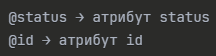 @status → атрибут status
@id → атрибут id